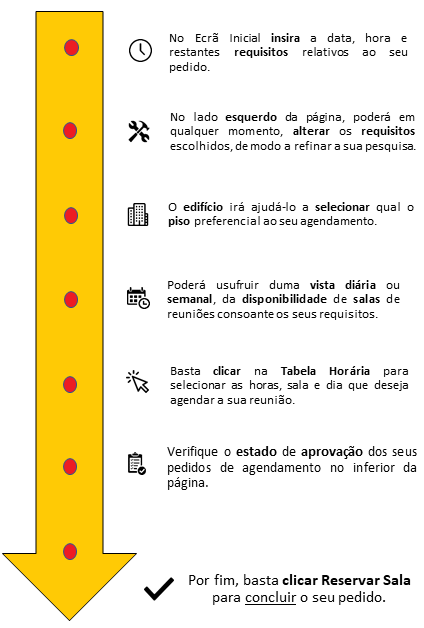 No Ecrã Inicial insira a data, hora e
restantes requisitos relativos ao seu
pedido.
No lado esquerdo da página, poderá em
qualquer momento, alterar os requisitos
escolhidos, de modo a refinar a sua pesquisa.
O edifício irá ajudá-lo a selecionar qual o
piso preferencial ao seu agendamento.
Poderá usufruir duma vista diária ou
semanal, da disponibilidade de salas de
reuniões consoante os seus requisitos.
Basta clicar na Tabela Horária para
selecionar as horas, sala e dia que deseja
agendar a sua reunião.
Verifique o estado de aprovação dos seus
pedidos de agendamento no inferior da
página.
Por fim, basta clicar Reservar Sala
para concluir o seu pedido.